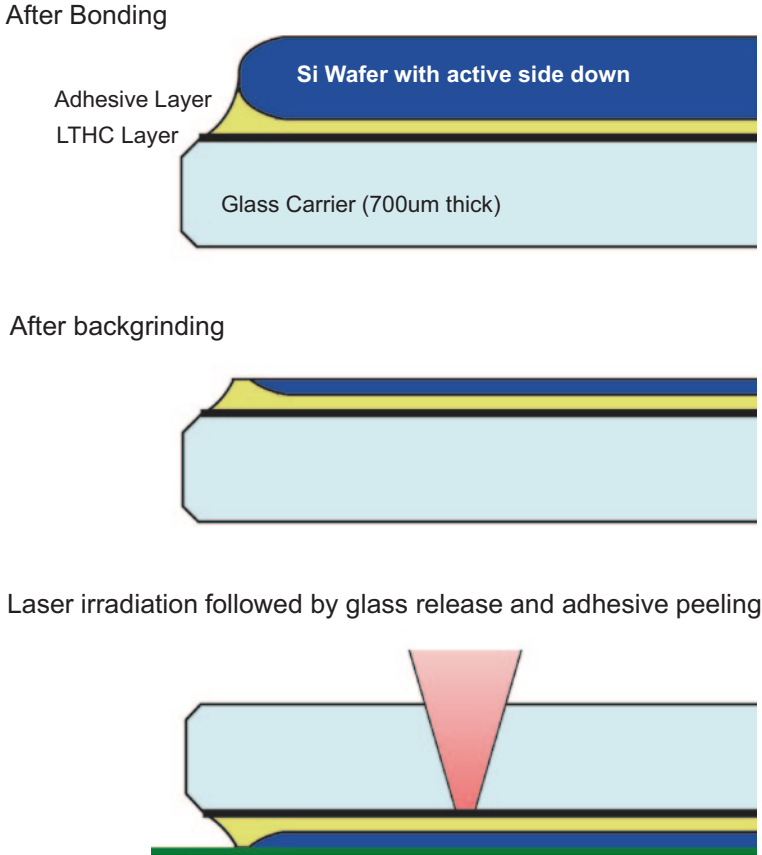 After Bonding
Si Wafer with active side down
Adhesive Layer
LTHC Layer
Glass Carrier (700um thick)
After backgrinding
Laser irradiation followed by glass release and adhesive peeling